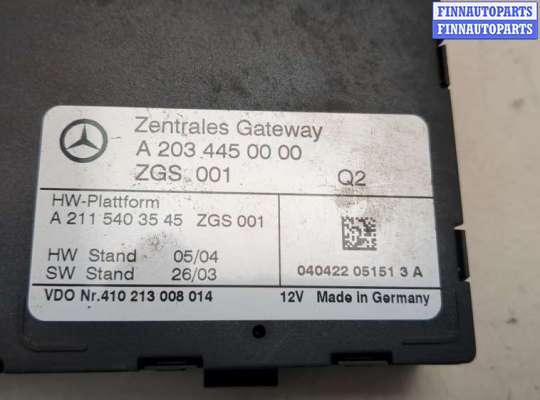 FINNAUTOPARTS
FINNAUTOPARTS
Zentrales Gateway
A 203 445 00 00
ZGS 001 Q2
HW-Plattform
A 211 540 35 45 ZGS 001
HW Stand 05/04
SW Stand 26/03
040422 05151 3 A
VDO Nr.410 213 008 014 12V Made in Germany